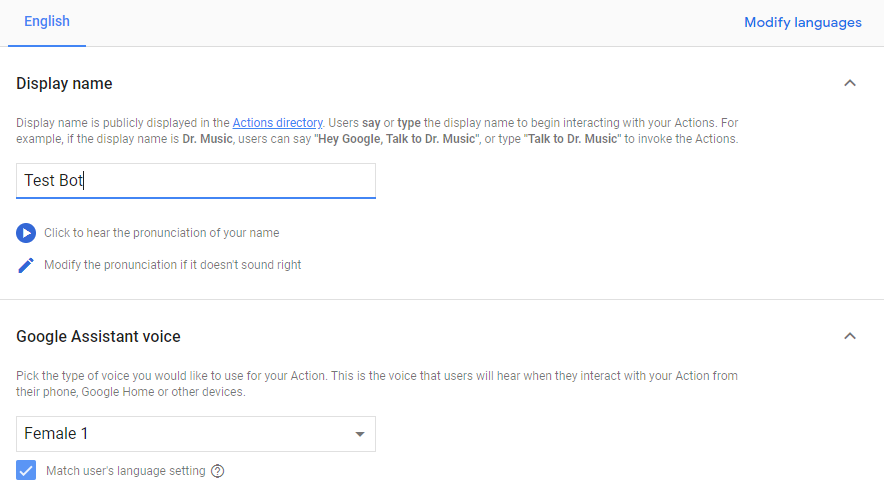 English
Modify languages
Display name
Display name is publicly displayed in the Actions directory. Users say or type the display name to begin interacting with your Actions. For
example, if the display name is Dr. Music, users can say "Hey Google, Talk to Dr. Music", or type "Talk to Dr. Music" to invoke the Actions.
Test Bot
Click to hear the pronunciation of your name
Modify the pronunciation if it doesn't sound right
Google Assistant voice
Pick the type of voice you would like to use for your Action. This is the voice that users will hear when they interact with your Action from
their phone, Google Home or other devices.
Female 1
Match user's language setting